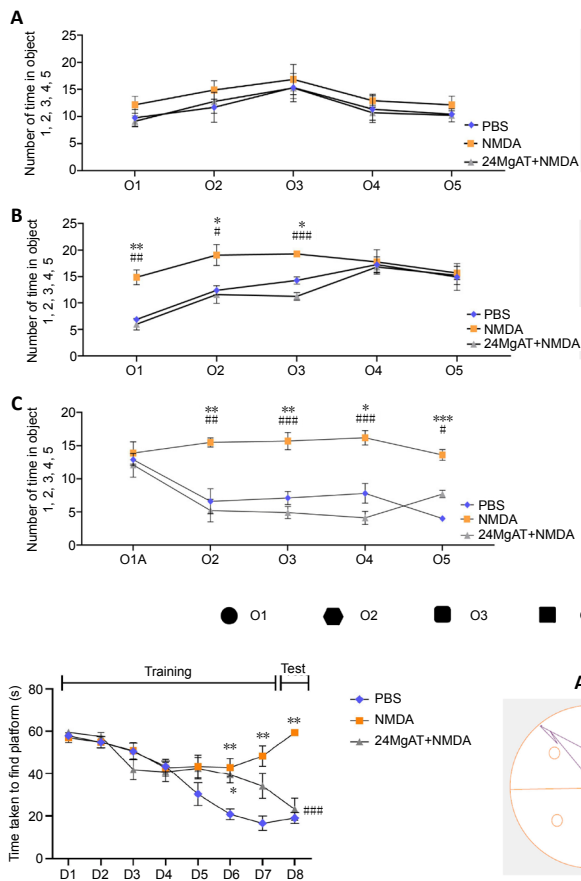 A
Number of time in object
1, 2, 3, 4, 5
25
20
15
10
5
0
O1 O2 O3 O4 O5
PBS
NMDA
24MgAT+NMDA
B
Number of time in object
1, 2, 3, 4, 5
25
20
15
10
5
0
** ##
* #
* ###
O1 O2 O3 O4 O5
PBS
NMDA
24MgAT+NMDA
C
Number of time in object
1, 2, 3, 4, 5
20
15
10
5
0
** ##
** ###
* ###
*** #
O1A O2 O3 O4 O5
PBS
NMDA
24MgAT+NMDA
O1 O2 O3
Training Test
Time taken to find platform (s)
80
60
40
20
0
** ** **
*
###
D1 D2 D3 D4 D5 D6 D7 D8
PBS
NMDA
24MgAT+NMDA
A